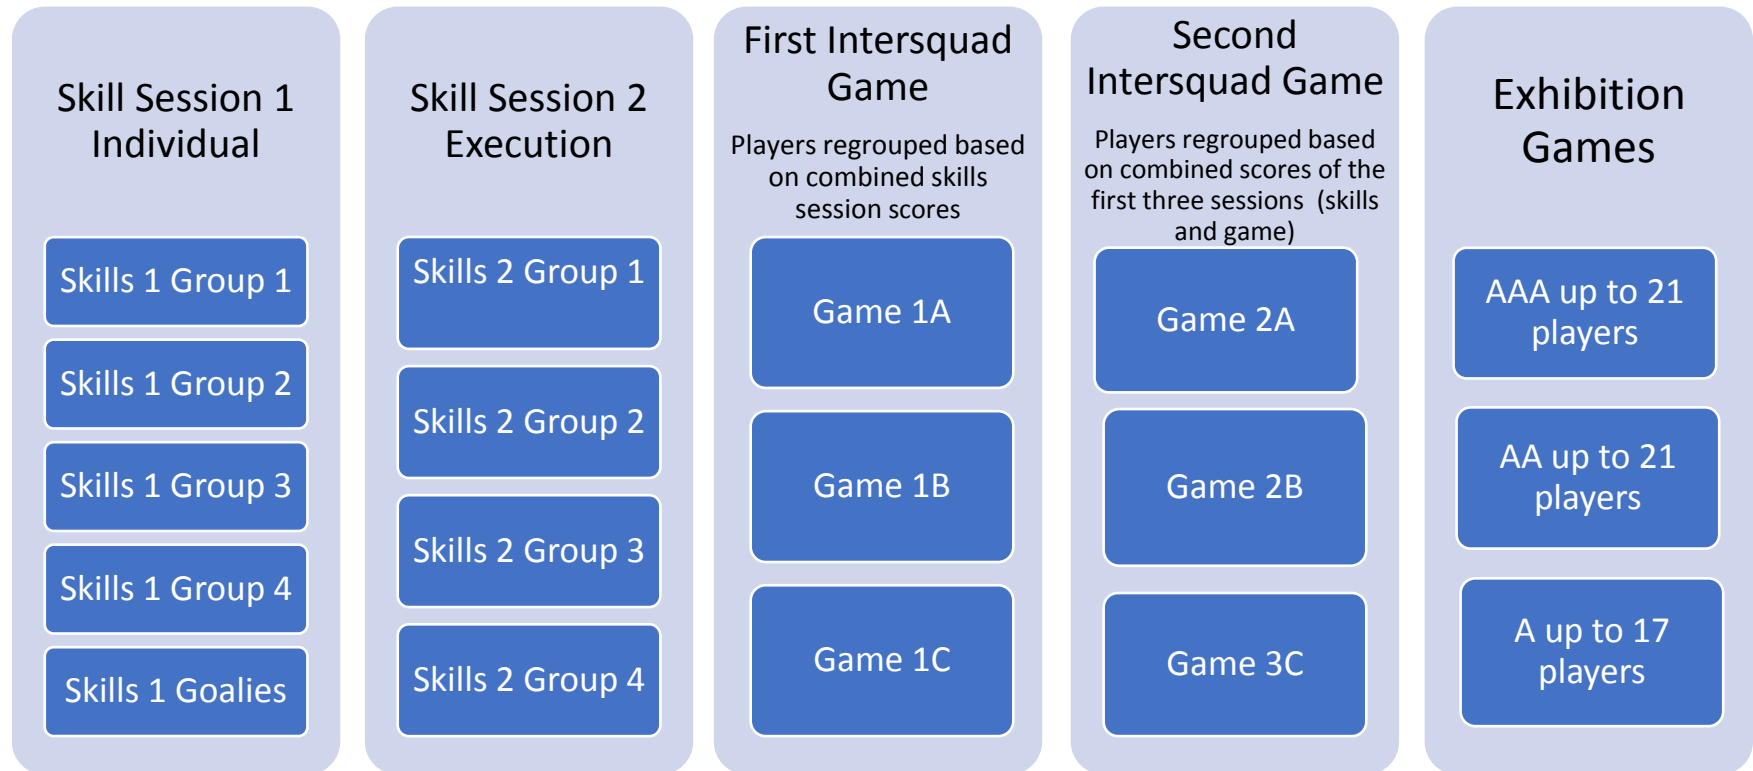 Skill Session 1
Individual
Skills 1 Group 1
Skills 1 Group 2
Skills 1 Group 3
Skills 1 Group 4
Skills 1 Goalies
Skill Session 2
Execution
Skills 2 Group 1
Skills 2 Group 2
Skills 2 Group 3
Skills 2 Group 4
First Intersquad
Game
Players regrouped based
on combined skills
session scores
Game 1A
Game 1B
Game 1C
Second
Intersquad Game
Players regrouped based
on combined scores of the
first three sessions (skills
and game)
Game 2A
Game 2B
Game 3C
Exhibition
Games
AAA up to 21
players
AA up to 21
players
A up to 17
players